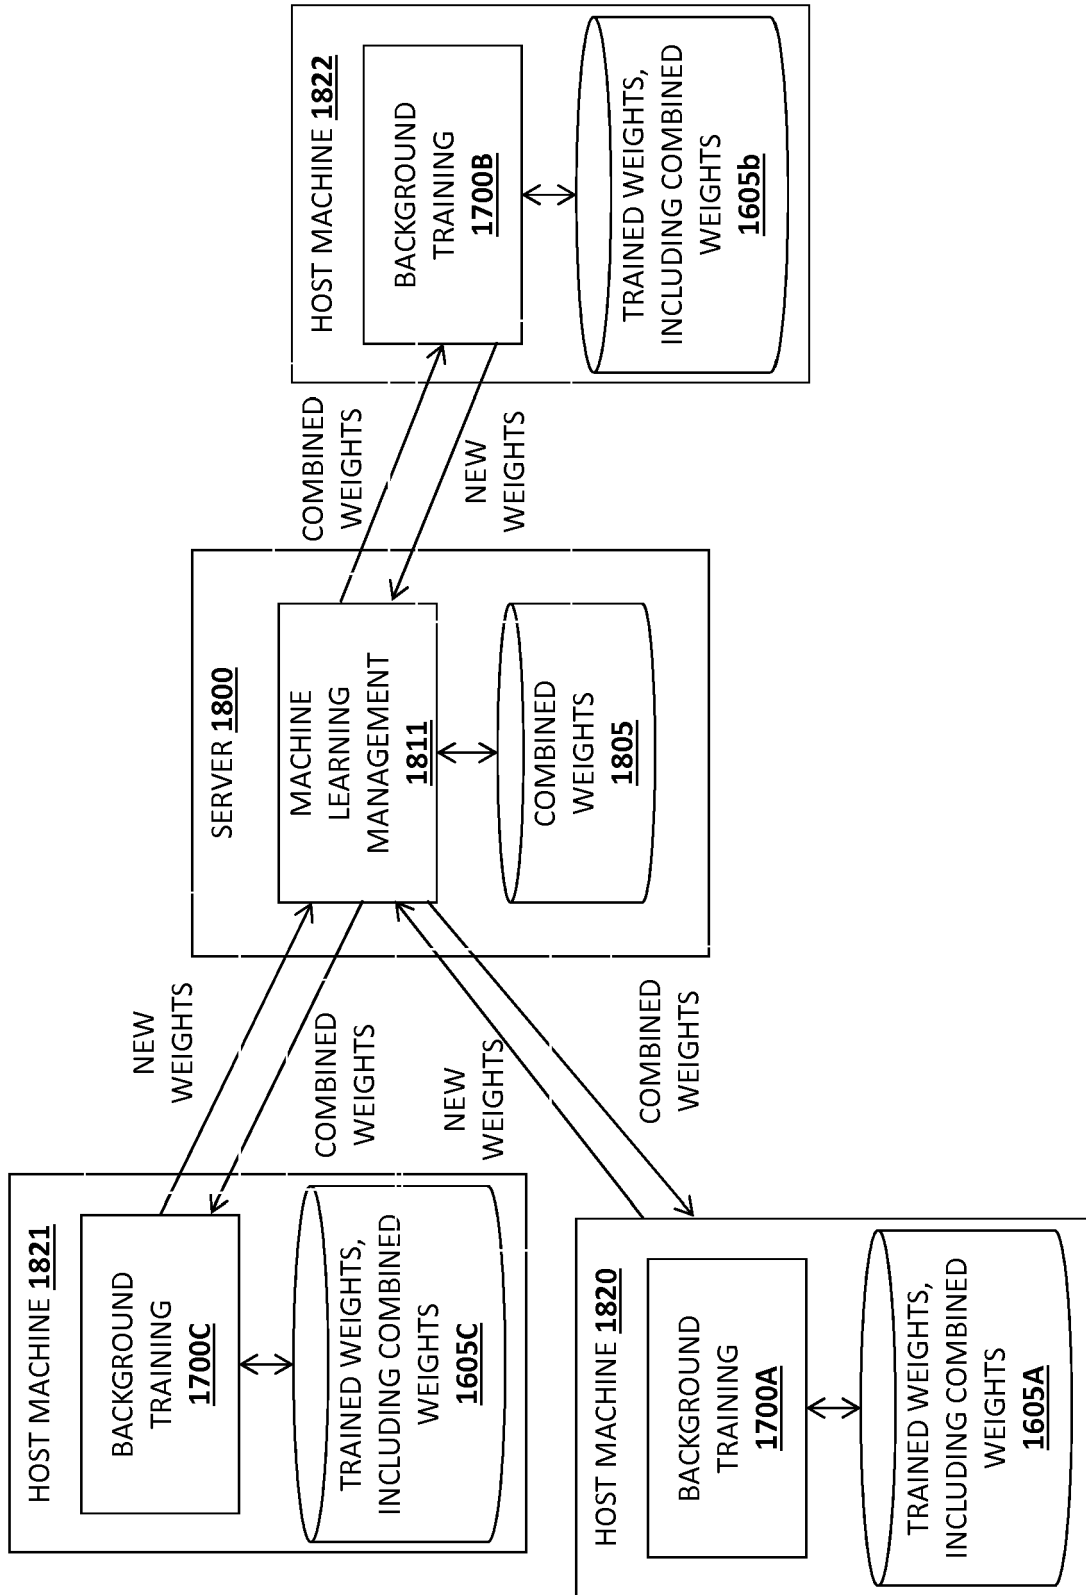 HOST MACHINE 1821
BACKGROUND
TRAINING
1700C
TRAINED WEIGHTS,
INCLUDING COMBINED
WEIGHTS
1605C
NEW
WEIGHTS
COMBINED
WEIGHTS
HOST MACHINE 1820
BACKGROUND
TRAINING
1700A
TRAINED WEIGHTS,
INCLUDING COMBINED
WEIGHTS
1605A
NEW
WEIGHTS
COMBINED
WEIGHTS
SERVER 1800
MACHINE
LEARNING
MANAGEMENT
1811
COMBINED
WEIGHTS
1805
COMBINED
WEIGHTS
NEW
WEIGHTS
HOST MACHINE 1822
BACKGROUND
TRAINING
1700B
TRAINED WEIGHTS,
INCLUDING COMBINED
WEIGHTS
1605b